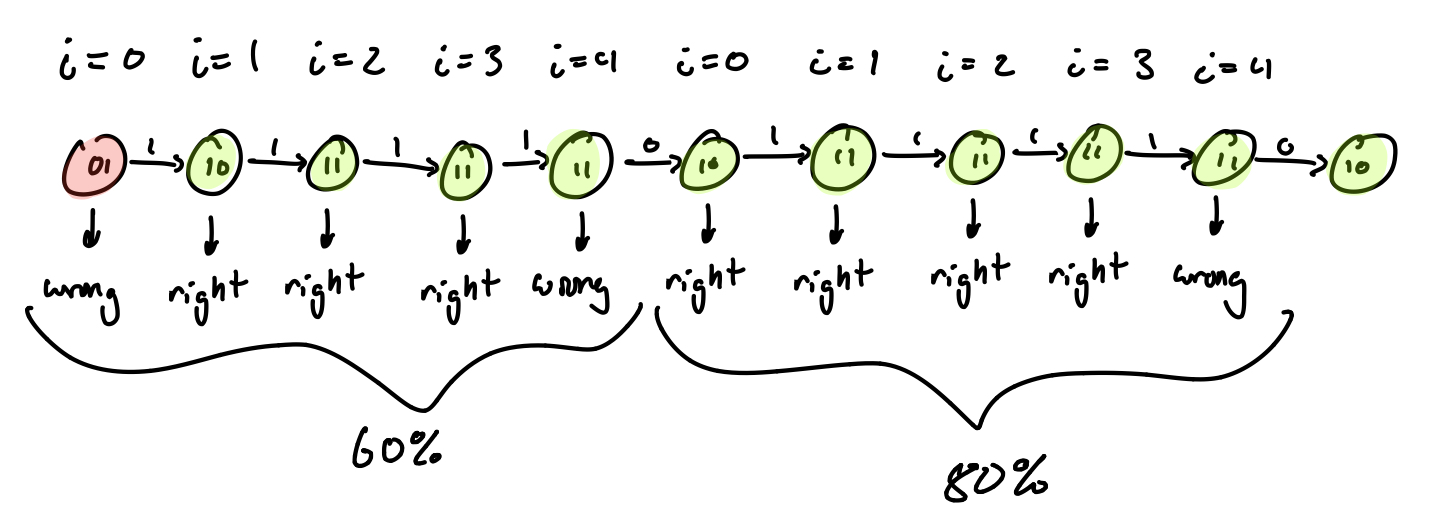 i=0 i=1 i=2 i=3 i=4 i=0 i=1 i=2 i=3 i=4
1 1 1 1 0 1 1 1 1 0
01 10 11 11 11 10 11 11 11 11 10
wrong right right right wrong right right right right wrong
60% 80%